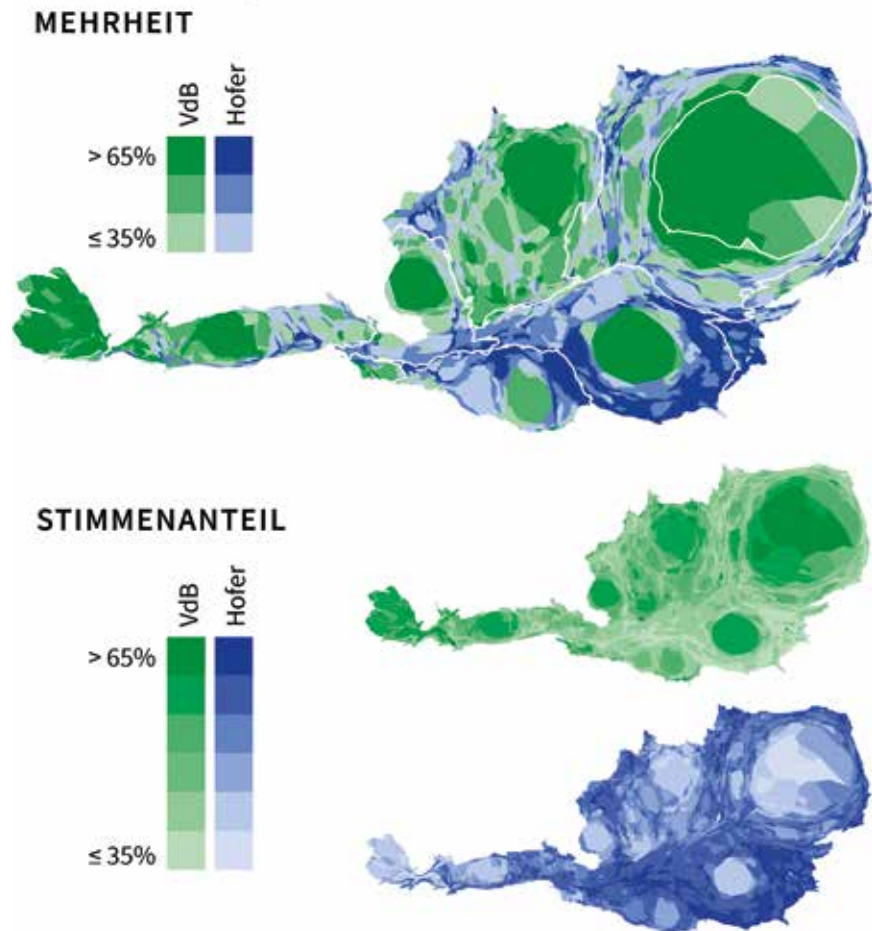 MEHRHEIT
VdB
Hofer
> 65%
≤ 35%
STIMMENANTEIL
VdB
Hofer
> 65%
≤ 35%